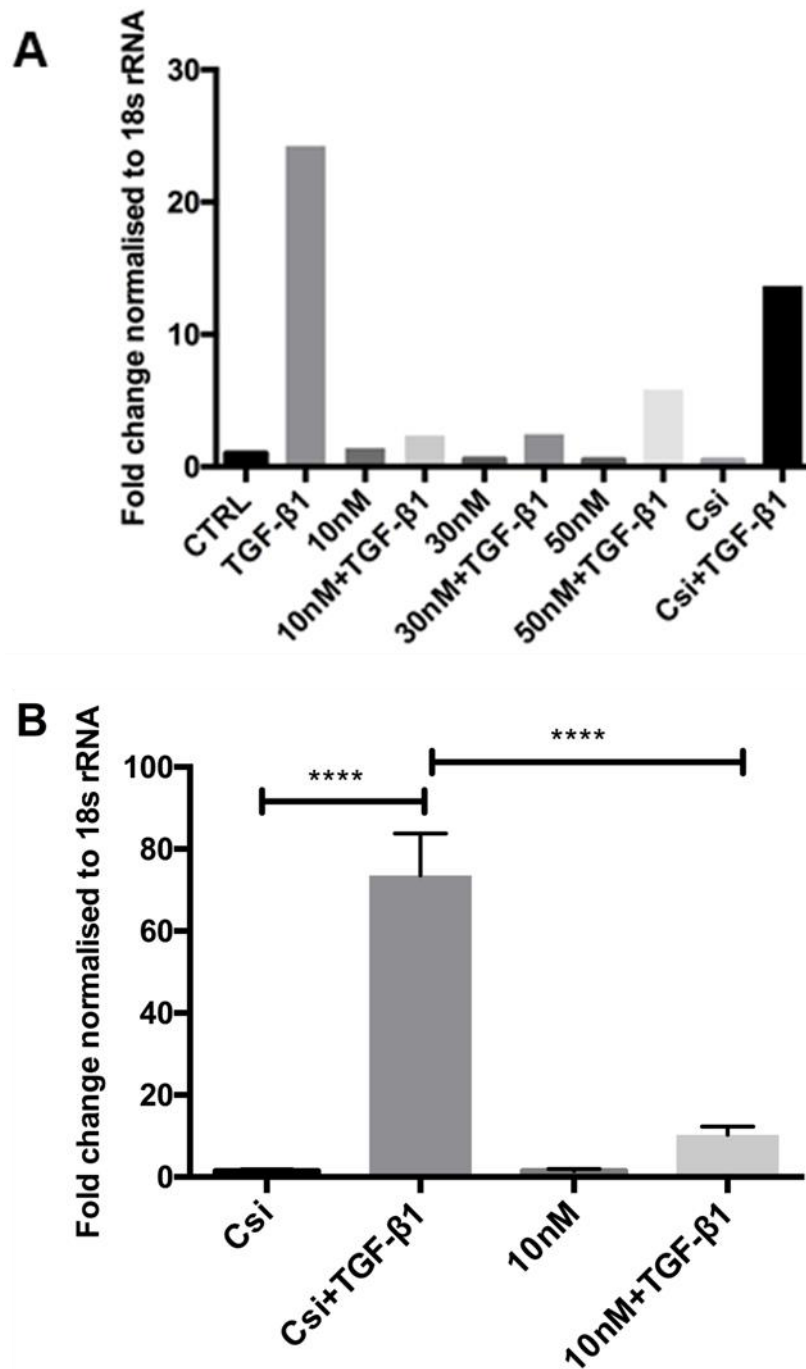 A
Fold change normalised to 18s rRNA
30
20
10
0
CTRL
TGF-β1
10nM
10nM+TGF-β1
30nM
30nM+TGF-β1
50nM
50nM+TGF-β1
Csi
Csi+TGF-β1
B
Fold change normalised to 18s rRNA
100
80
60
40
20
0
****
****
Csi
Csi+TGF-β1
10nM
10nM+TGF-β1